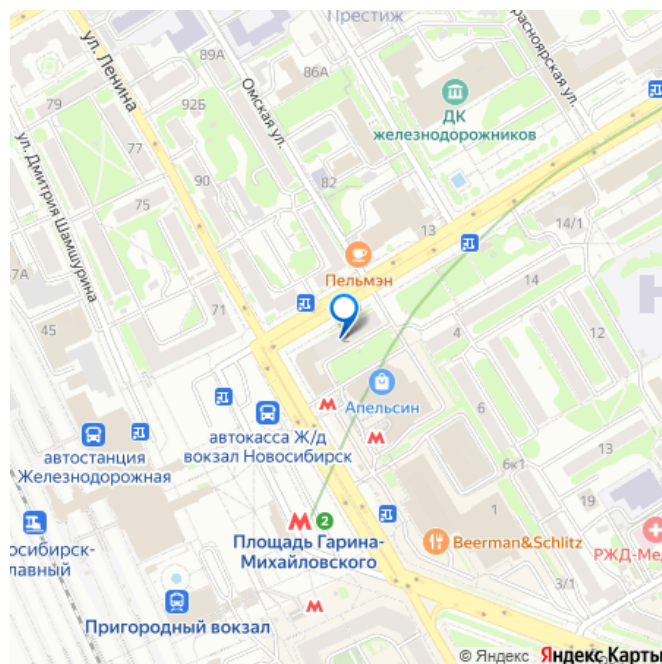 Престиж
89А
86А
ул. Ленина
Омская ул.
ДК
железнодорожников
79
92Б
77
ул. Дмитрия Шамшурина
90
82
75
13
14/1
7А
Пельмэн
14
71
45
4
12
Апельсин
6
автокасса Ж/д
вокзал Новосибирск
автостанция
Железнодорожная
13
6к1
19
1
2
Площадь Гарина-
Михайловского
Beerman&Schlitz
РЖД-Ме
3/1
Пригородный вокзал
© Яндекс Яндекс Карты